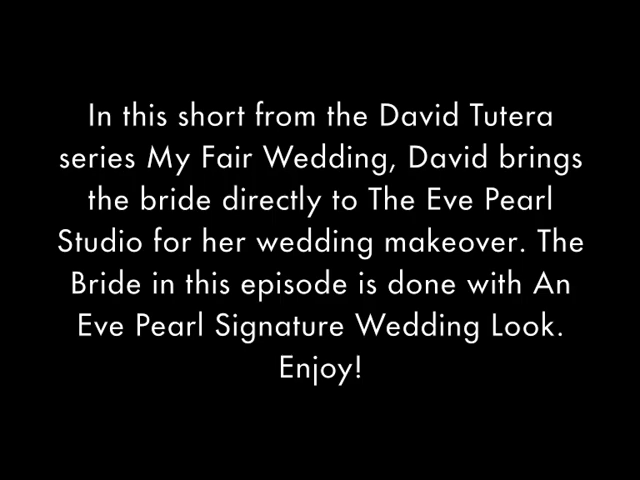 In this short from the David Tutera
series My Fair Wedding, David brings
the bride directly to The Eve Pearl
Studio for her wedding makeover. The
Bride in this episode is done with An
Eve Pearl Signature Wedding Look.
Enjoy!